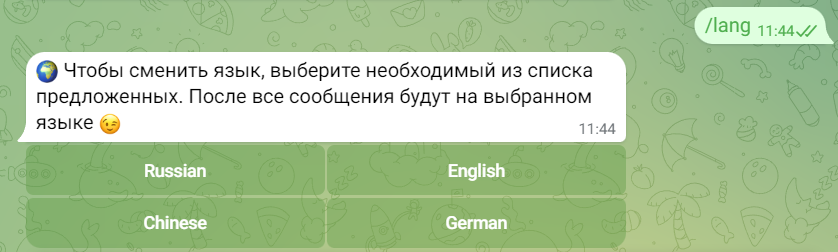 /lang 11:44
🌍 Чтобы сменить язык, выберите необходимый из списка
предложенных. После все сообщения будут на выбранном
языке 😉 11:44
Russian English
Chinese German